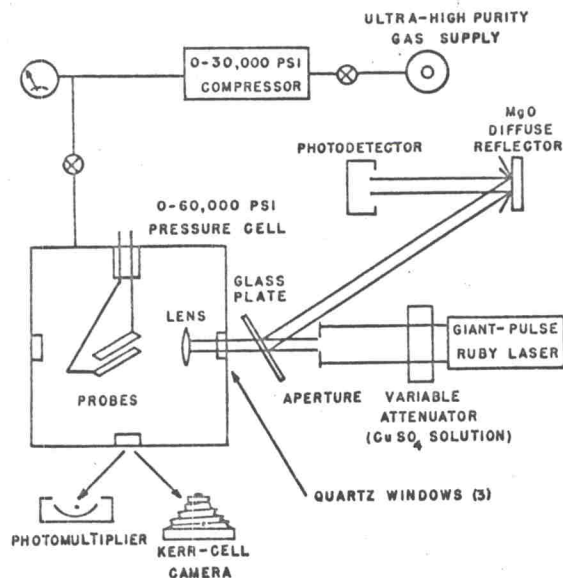 ULTRA-HIGH PURITY
GAS SUPPLY
0-30,000 PSI
COMPRESSOR
MgO
DIFFUSE
REFLECTOR
PHOTODETECTOR
0-60,000 PSI
PRESSURE CELL
GLASS
PLATE
LENS
GIANT-PULSE
RUBY LASER
PROBES
APERTURE
VARIABLE
ATTENUATOR
(CuSO4 SOLUTION)
QUARTZ WINDOWS (3)
PHOTOMULTIPLIER
KERR-CELL
CAMERA